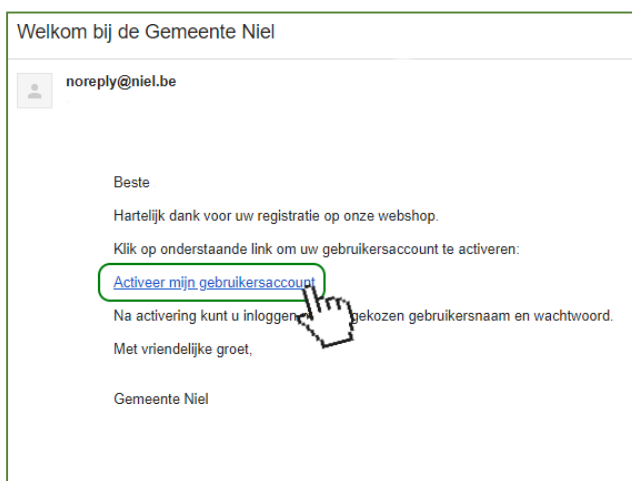 Welkom bij de Gemeente Niel
noreply@niel.be
Beste
Hartelijk dank voor uw registratie op onze webshop.
Klik op onderstaande link om uw gebruikersaccount te activeren:
Activeer mijn gebruikersaccount
Na activering kunt u inloggen gekozen gebruikersnaam en wachtwoord.
Met vriendelijke groet,
Gemeente Niel